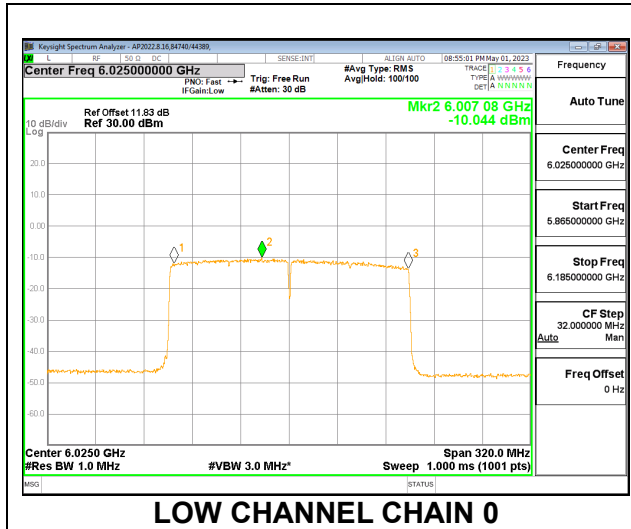 Keysight Spectrum Analyzer - AP2022.8.16,84740/44389,
L RF 50 Ω DC SENSE:INT ALIGN AUTO 08:55:01 PM May 01, 2023
Center Freq 6.025000000 GHz
PNO: Fast
IFGain:Low
Trig: Free Run
#Atten: 30 dB
#Avg Type: RMS
Avg|Hold: 100/100
TRACE 1 2 3 4 5 6
TYPE A WWWWW
DET A N N N N N
Frequency
Auto Tune
Center Freq
6.025000000 GHz
Start Freq
5.865000000 GHz
Stop Freq
6.185000000 GHz
CF Step
32.000000 MHz
Auto Man
Freq Offset
0 Hz
Mkr2 6.007 08 GHz
-10.044 dBm
Ref Offset 11.83 dB
10 dB/div Ref 30.00 dBm
Log
20.0
10.0
0.00
-10.0
-20.0
-30.0
-40.0
-50.0
-60.0
1
2
3
Center 6.0250 GHz Span 320.0 MHz
#Res BW 1.0 MHz #VBW 3.0 MHz* Sweep 1.000 ms (1001 pts)
MSG STATUS
LOW CHANNEL CHAIN 0